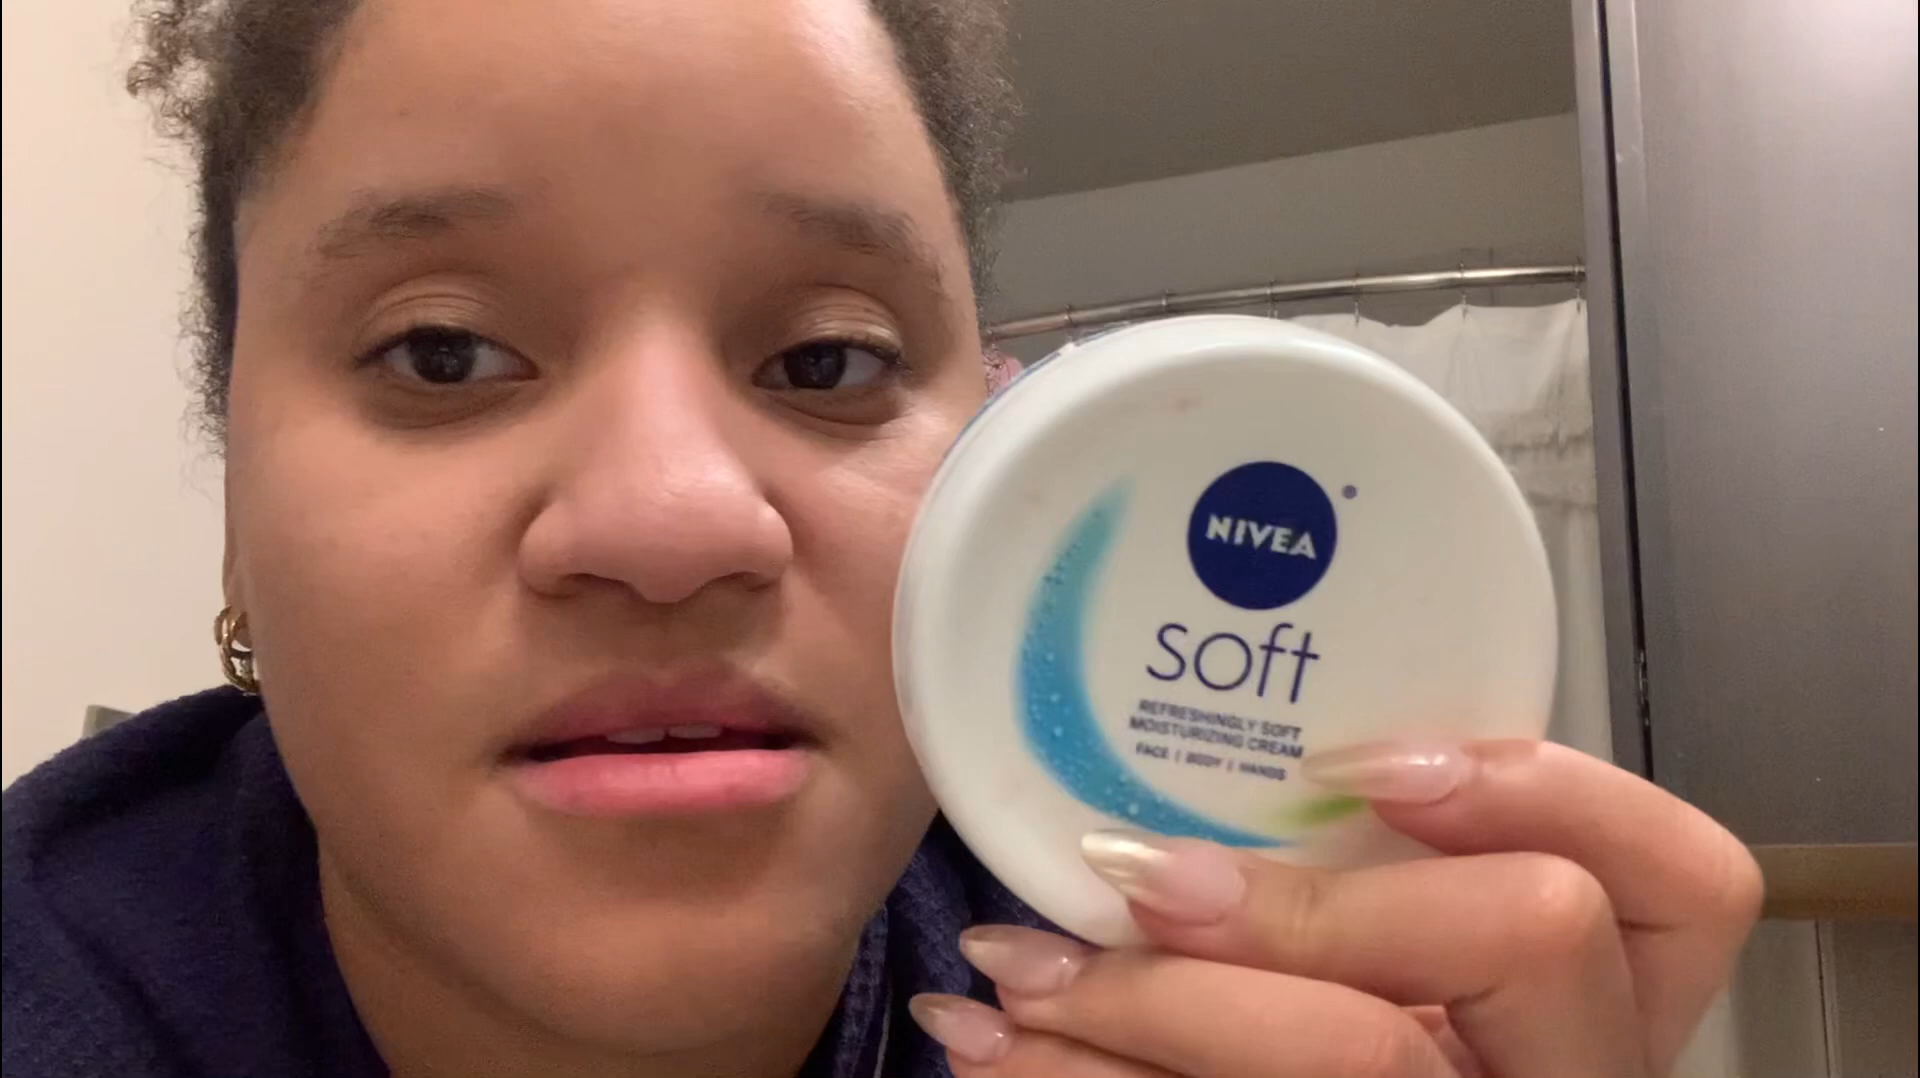 NIVEA
®
soft
REFRESHINGLY SOFT
MOISTURIZING CREAM
FACE | BODY | HANDS